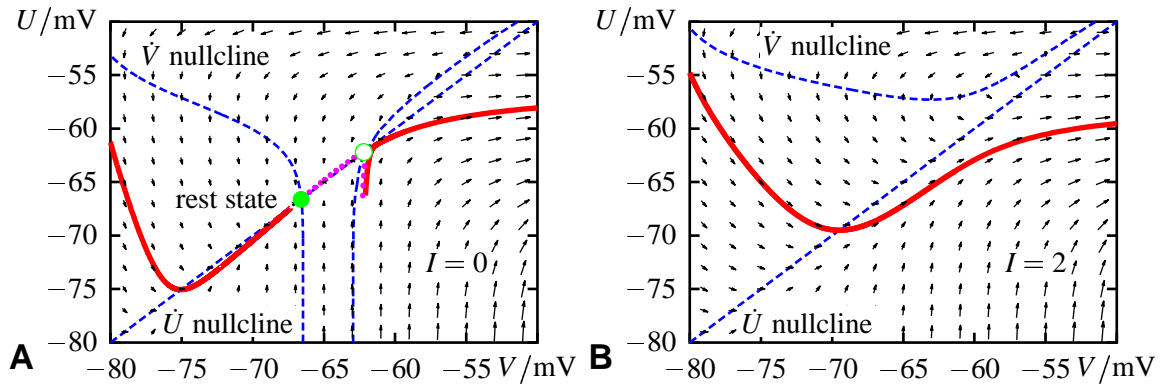 U/mV
−55
−60
−65
−70
−75
−80
V̇ nullcline
rest state
I = 0
U̇ nullcline
A
−80 −75 −70 −65 −60 −55 V/mV
U/mV
−55
−60
−65
−70
−75
−80
V̇ nullcline
I = 2
U̇ nullcline
B
−80 −75 −70 −65 −60 −55 V/mV